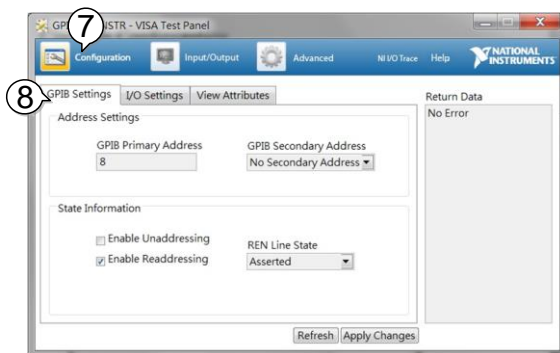 GPIB INSTR - VISA Test Panel
7
Configuration Input/Output Advanced NI I/O Trace Help NATIONAL INSTRUMENTS
8
GPIB Settings I/O Settings View Attributes
Return Data
No Error
Address Settings
GPIB Primary Address GPIB Secondary Address
8 No Secondary Address
State Information
Enable Unaddressing
REN Line State
Enable Readdressing
Asserted
Refresh Apply Changes